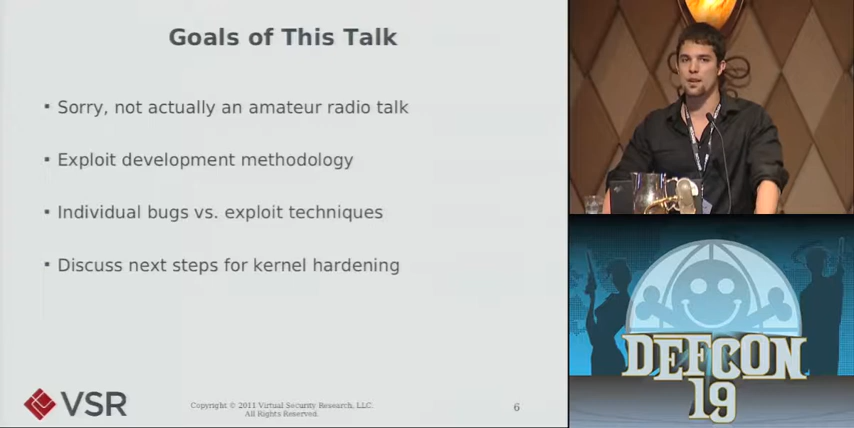 Goals of This Talk
▪ Sorry, not actually an amateur radio talk
▪ Exploit development methodology
▪ Individual bugs vs. exploit techniques
▪ Discuss next steps for kernel hardening
VSR
Copyright © 2011 Virtual Security Research, LLC.
All Rights Reserved.
6
DEFCON
19